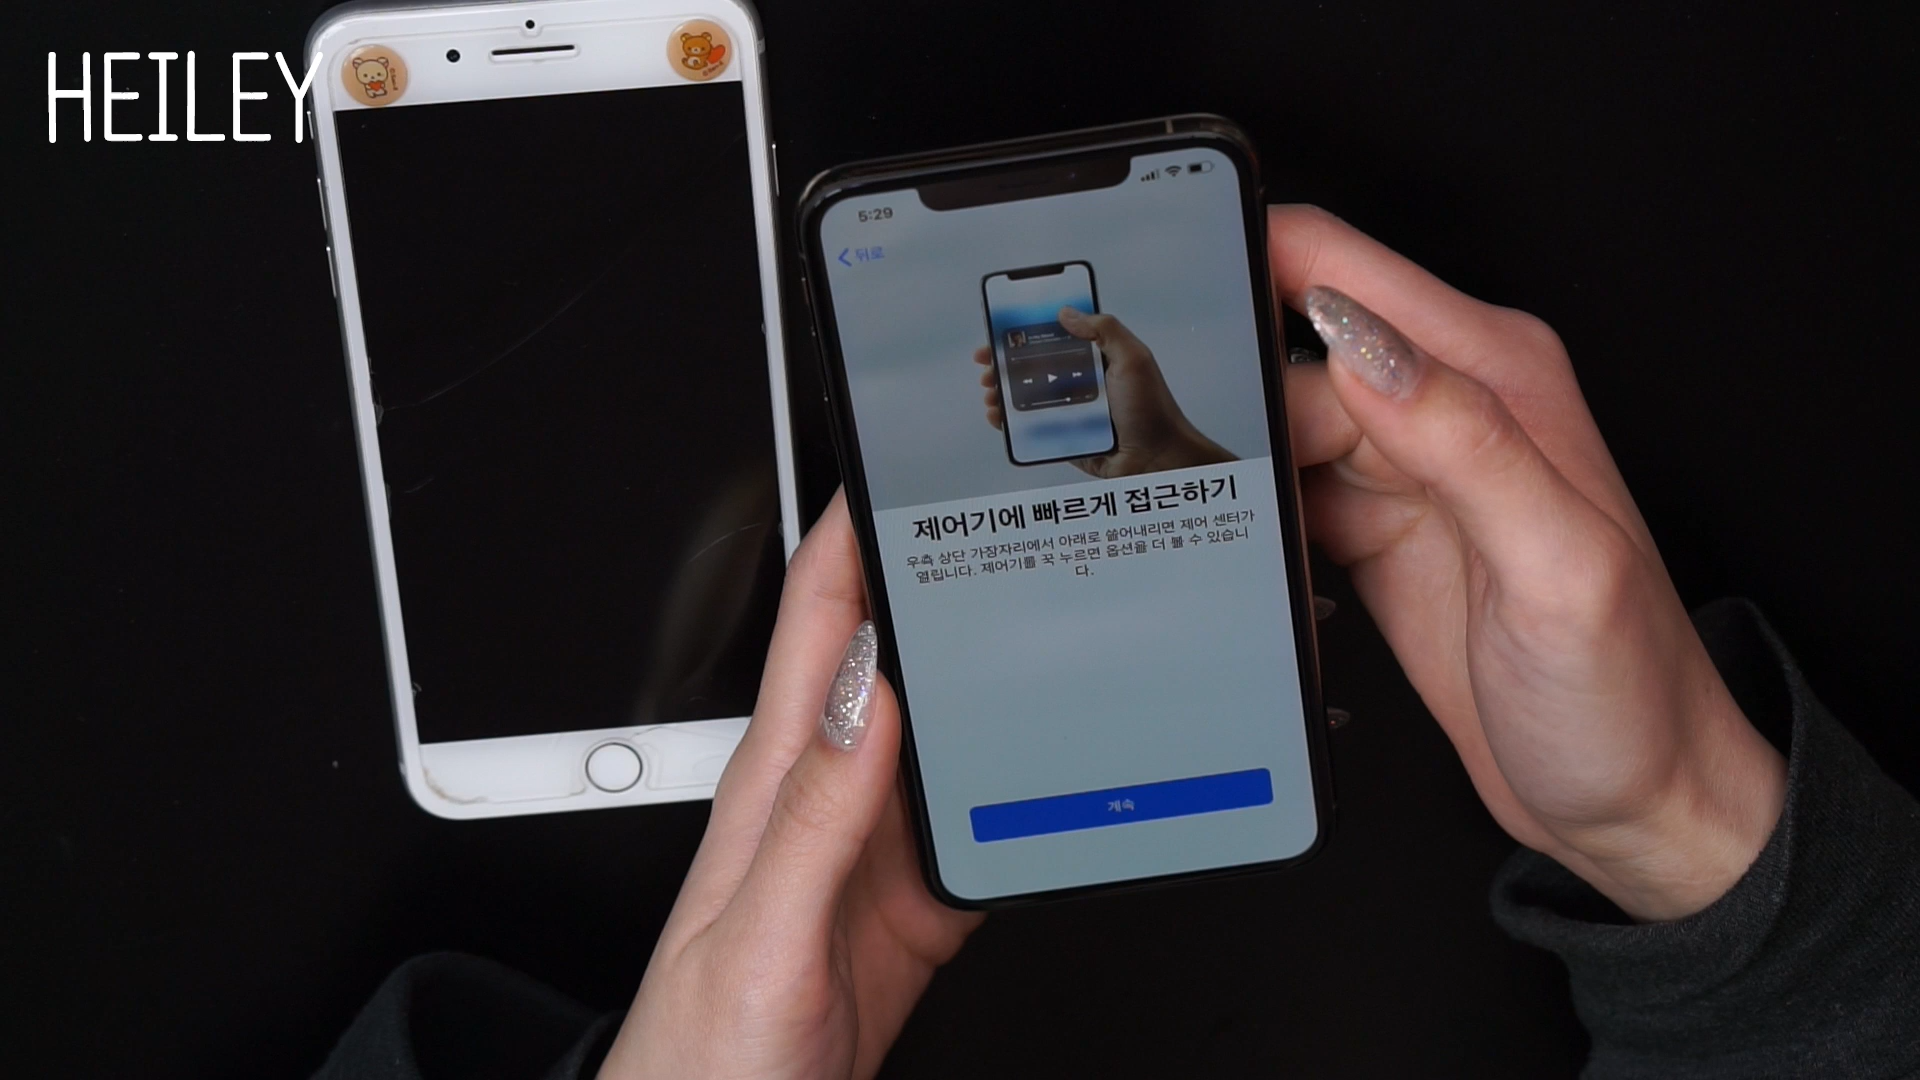 HEILEY
5:29
뒤로
제어기에 빠르게 접근하기
우측 상단 가장자리에서 아래로 쓸어내리면 제어 센터가
열립니다. 제어기를 꾹 누르면 옵션을 더 볼 수 있습니
다.
계속